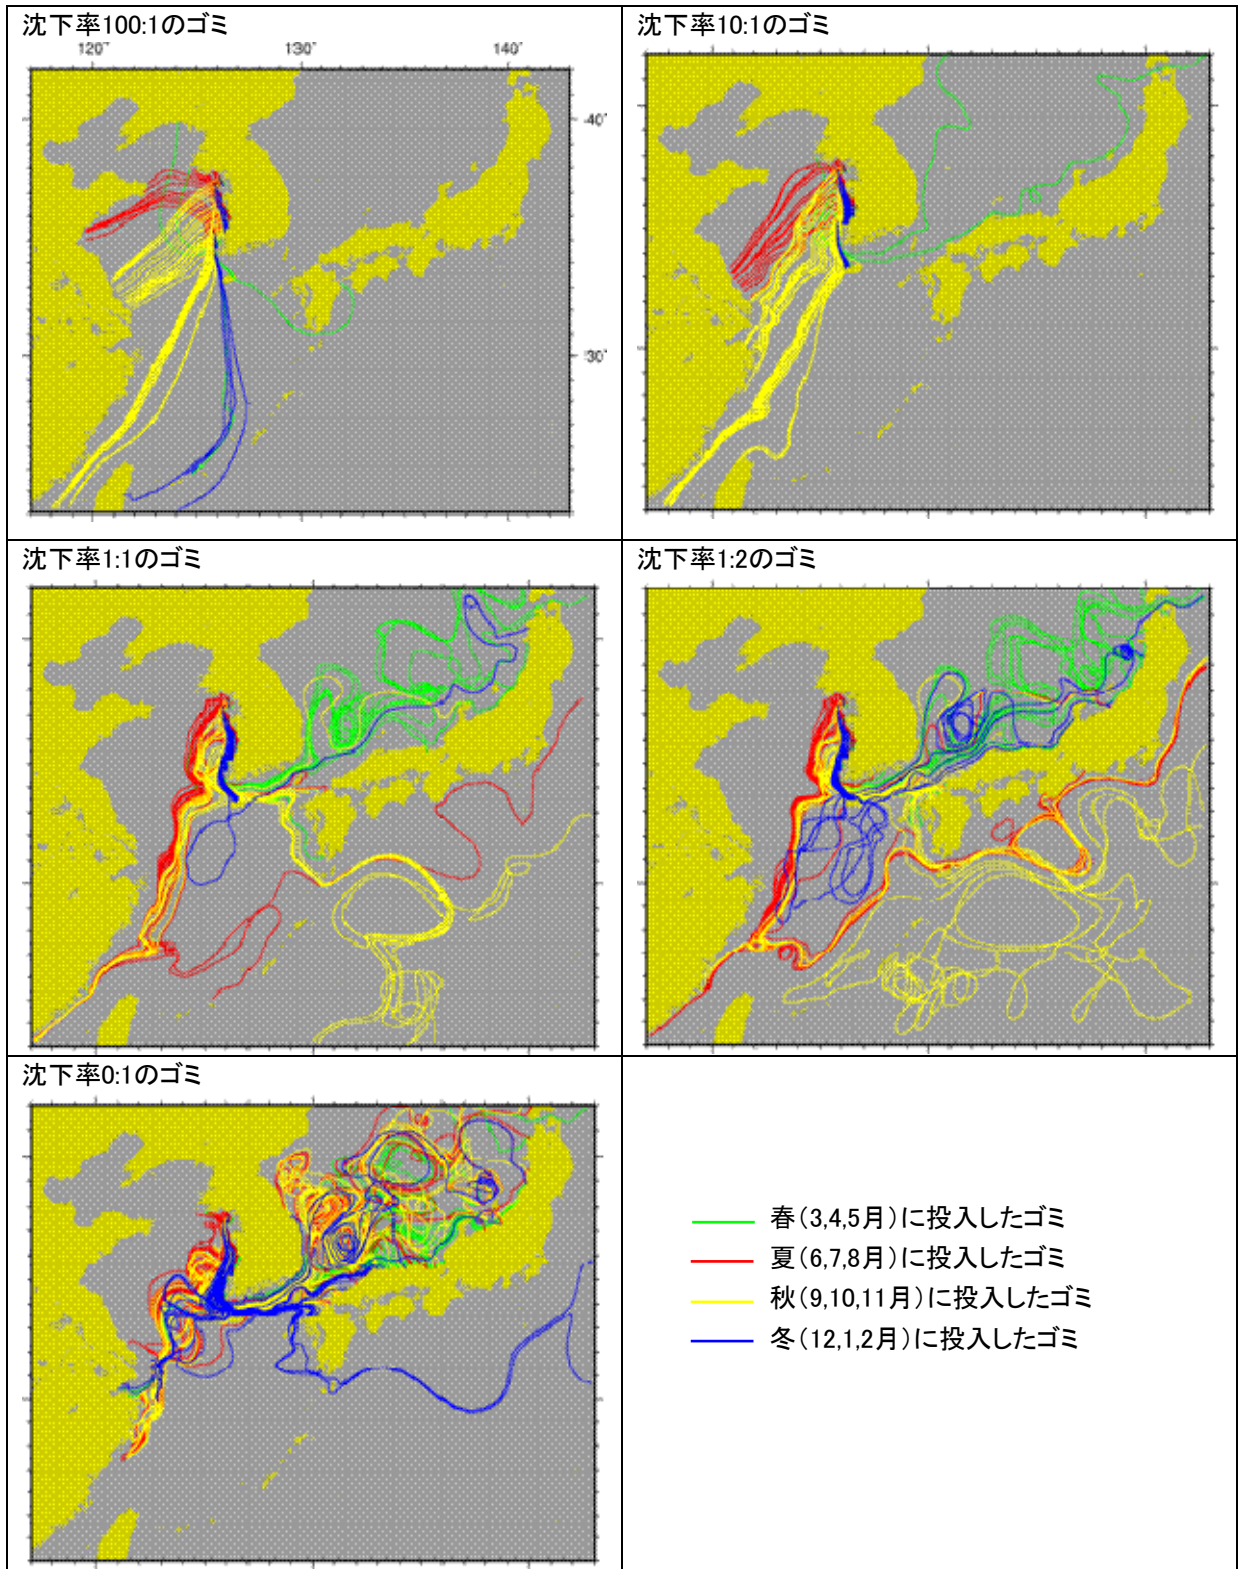 沈下率100:1のゴミ
120°
130°
140°
40°
30°
沈下率10:1のゴミ
沈下率1:1のゴミ
沈下率1:2のゴミ
沈下率0:1のゴミ
春(3,4,5月)に投入したゴミ
夏(6,7,8月)に投入したゴミ
秋(9,10,11月)に投入したゴミ
冬(12,1,2月)に投入したゴミ